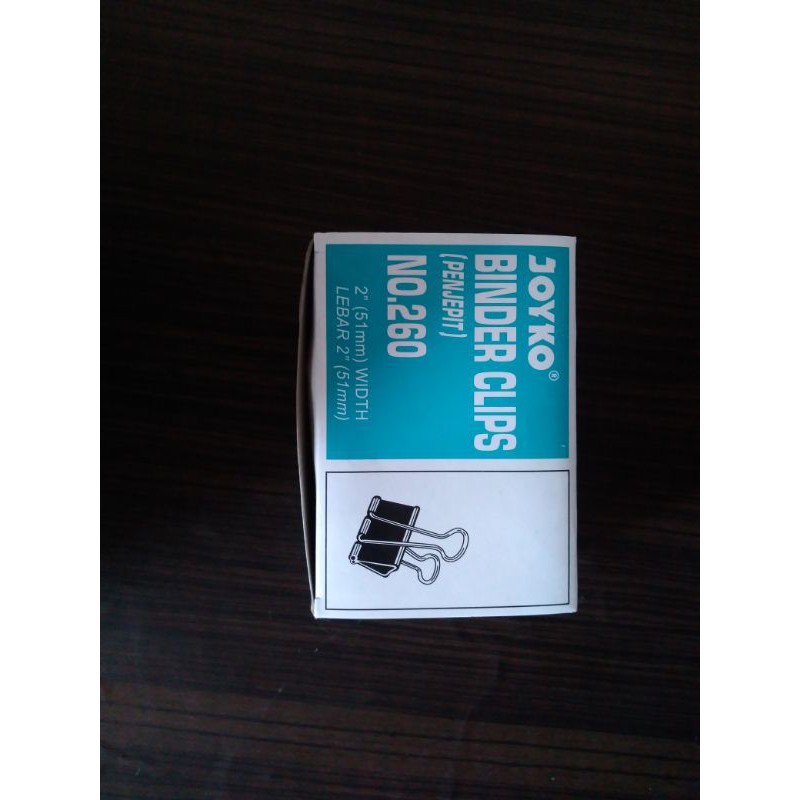 JOYKO®
BINDER CLIPS
(PENJEPIT)
NO.260
2" (51mm) WIDTH
LEBAR 2" (51mm)